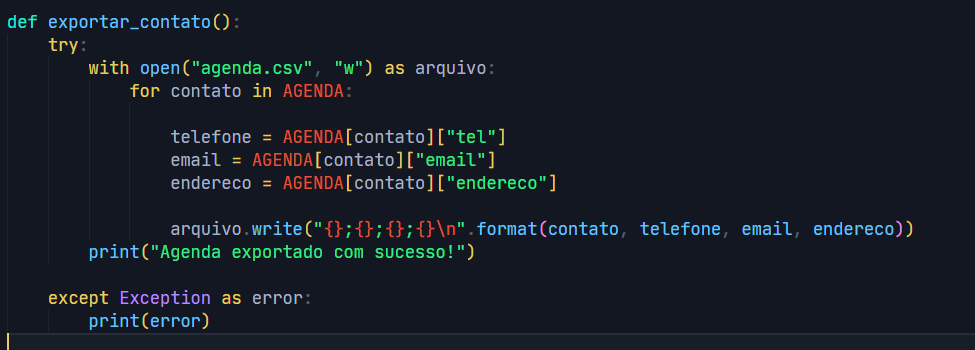 def exportar_contato():
    try:
        with open("agenda.csv", "w") as arquivo:
            for contato in AGENDA:

                telefone = AGENDA[contato]["tel"]
                email = AGENDA[contato]["email"]
                endereco = AGENDA[contato]["endereco"]

                arquivo.write("{};{};{};{}\n".format(contato, telefone, email, endereco))
        print("Agenda exportado com sucesso!")

    except Exception as error:
        print(error)